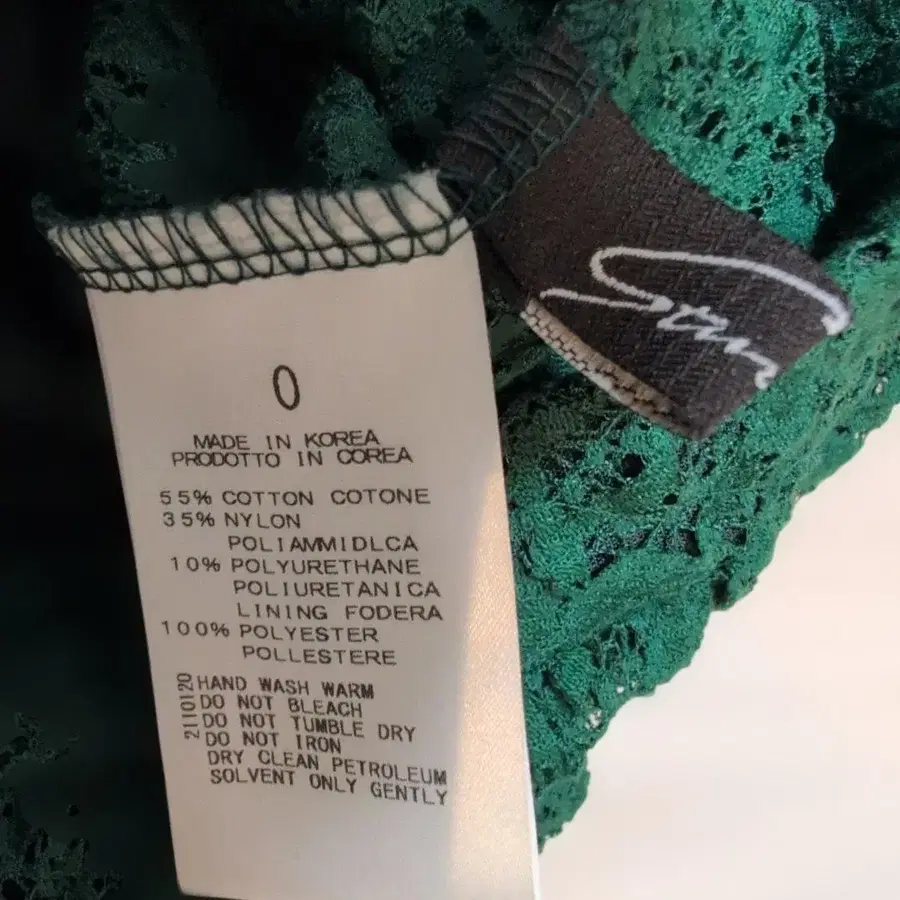 0
MADE IN KOREA
PRODOTTO IN COREA
55% COTTON COTONE
35% NYLON
POLIAMMIDLCA
10% POLYURETHANE
POLIURETANICA
LINING FODERA
100% POLYESTER
POLLESTERE
2110120
HAND WASH WARM
DO NOT BLEACH
DO NOT TUMBLE DRY
DO NOT IRON
DRY CLEAN PETROLEUM
SOLVENT ONLY GENTLY